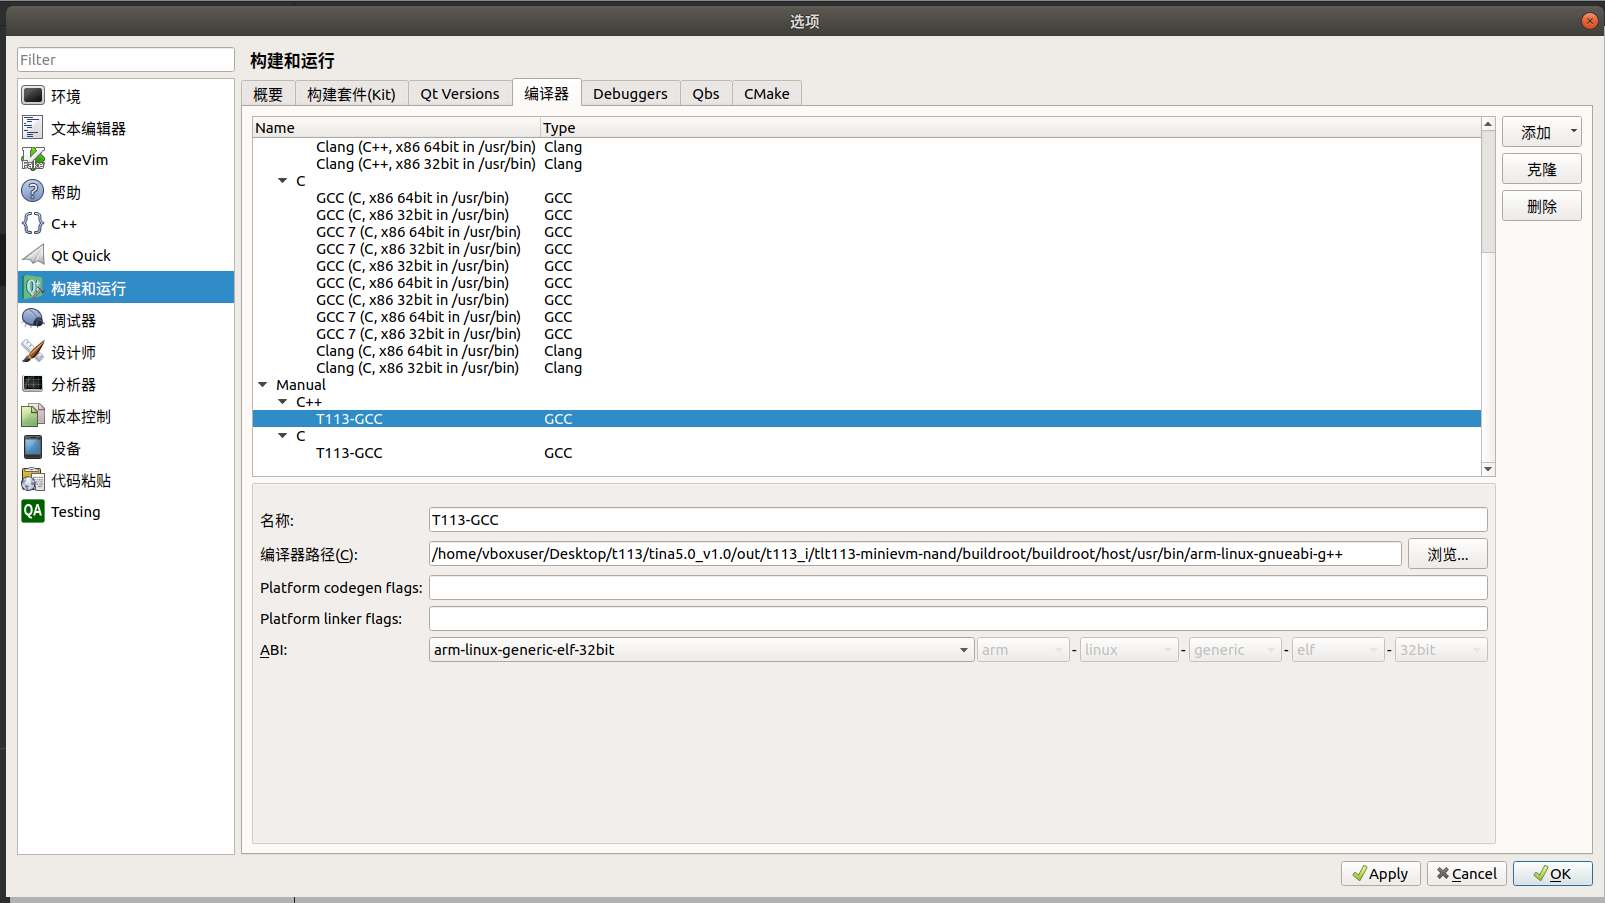 选项
Filter
环境
文本编辑器
FakeVim
帮助
C++
Qt Quick
构建和运行
调试器
设计师
分析器
版本控制
设备
代码粘贴
QA Testing
构建和运行
概要 构建套件(Kit) Qt Versions 编译器 Debuggers Qbs CMake
Name Type
Clang (C++, x86 64bit in /usr/bin) Clang
Clang (C++, x86 32bit in /usr/bin) Clang
C
GCC (C, x86 64bit in /usr/bin) GCC
GCC (C, x86 32bit in /usr/bin) GCC
GCC 7 (C, x86 64bit in /usr/bin) GCC
GCC 7 (C, x86 32bit in /usr/bin) GCC
GCC (C, x86 32bit in /usr/bin) GCC
GCC (C, x86 64bit in /usr/bin) GCC
GCC (C, x86 32bit in /usr/bin) GCC
GCC 7 (C, x86 64bit in /usr/bin) GCC
GCC 7 (C, x86 32bit in /usr/bin) GCC
Clang (C, x86 64bit in /usr/bin) Clang
Clang (C, x86 32bit in /usr/bin) Clang
Manual
C++
T113-GCC GCC
C
T113-GCC GCC
添加
克隆
删除
名称: T113-GCC
编译器路径(C): /home/vboxuser/Desktop/t113/tina5.0_v1.0/out/t113_i/tlt113-minievm-nand/buildroot/buildroot/host/usr/bin/arm-linux-gnueabi-g++ 浏览...
Platform codegen flags:
Platform linker flags:
ABI: arm-linux-generic-elf-32bit arm - linux - generic - elf - 32bit
Apply Cancel OK